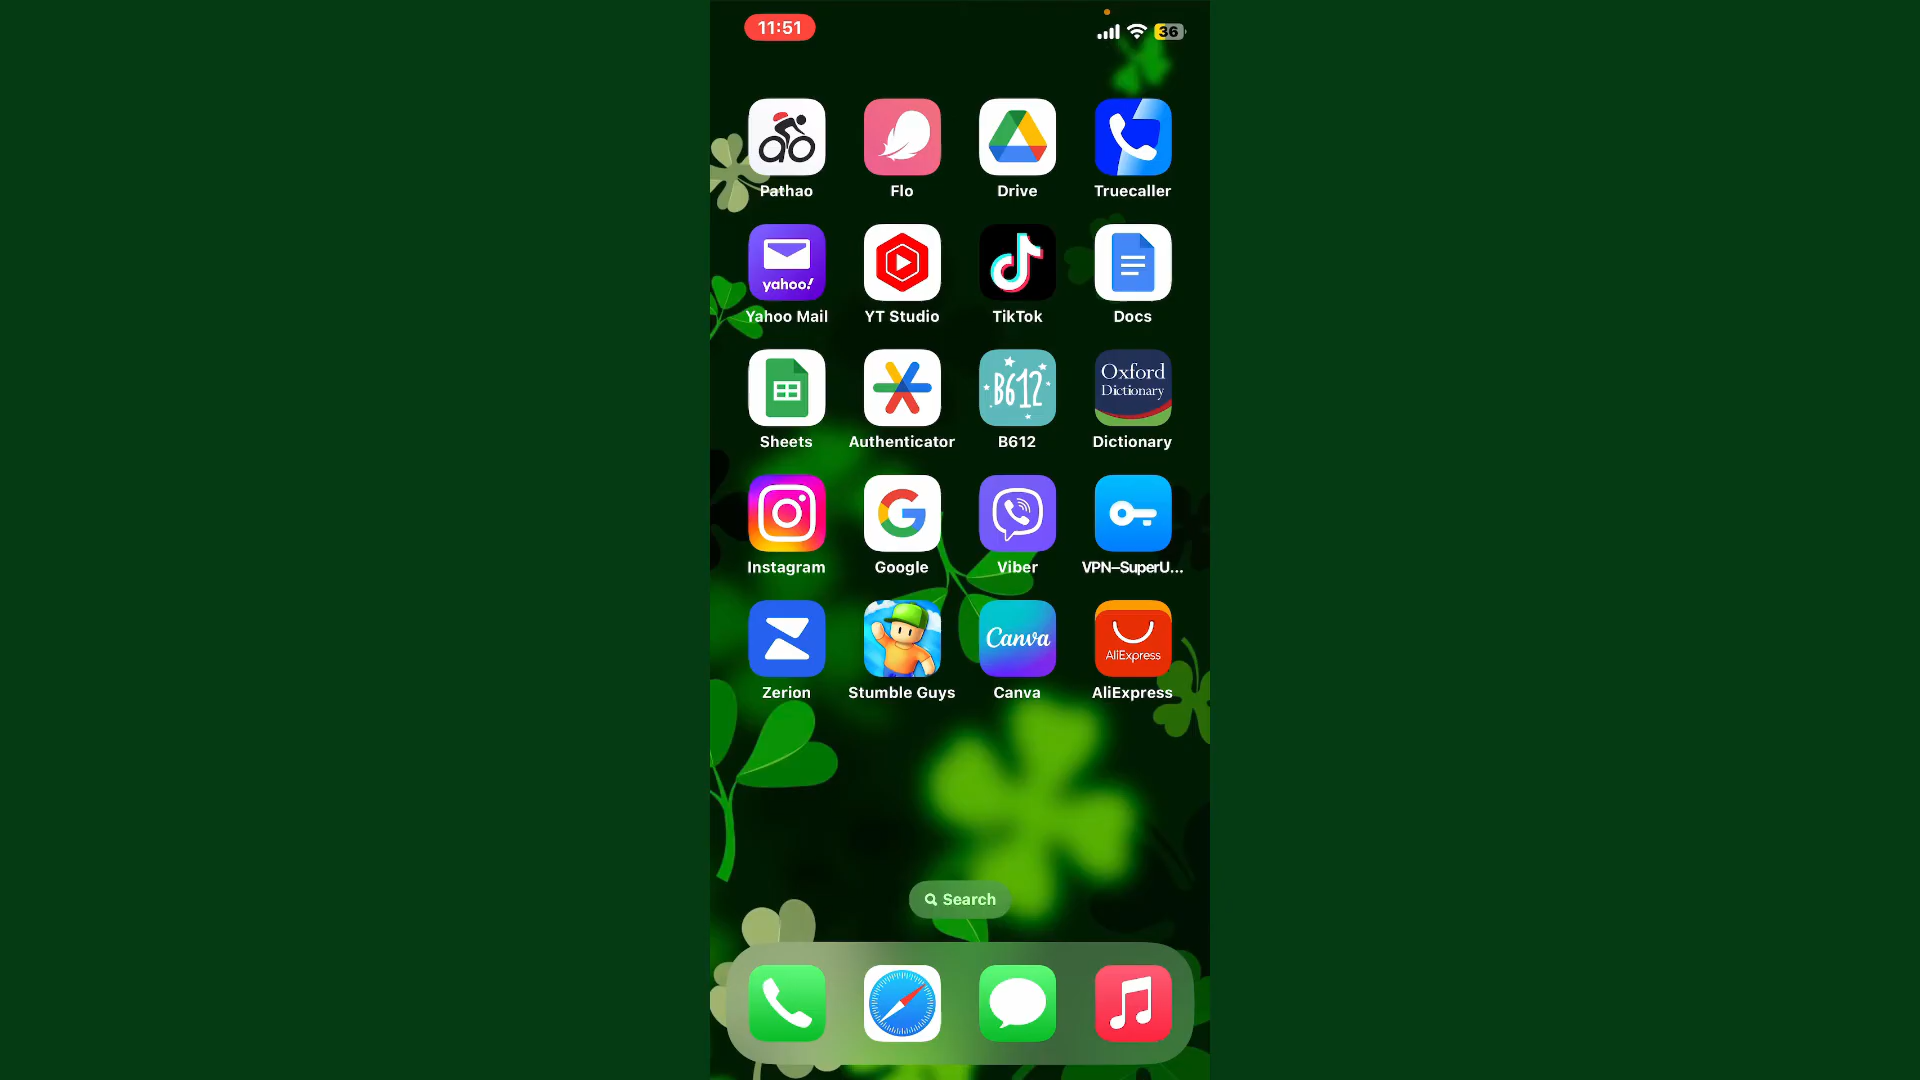 11:51
36
Pathao
Flo
Drive
Truecaller
yahoo!
Yahoo Mail
YT Studio
TikTok
Docs
B612
Oxford
Dictionary
Sheets
Authenticator
B612
Dictionary
Instagram
Google
Viber
VPN–SuperU...
Canva
AliExpress
Zerion
Stumble Guys
Canva
AliExpress
Search